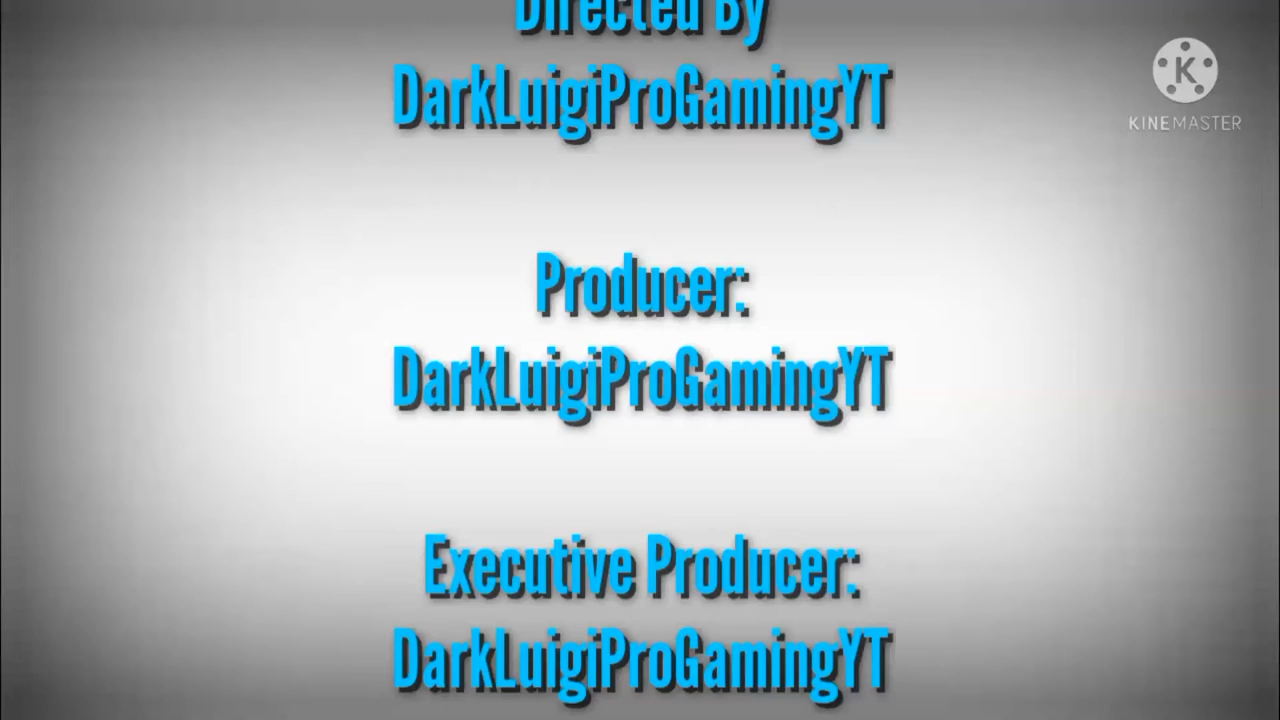 Directed By
DarkLuigiProGamingYT
K
KINEMASTER
Producer:
DarkLuigiProGamingYT
Executive Producer:
DarkLuigiProGamingYT